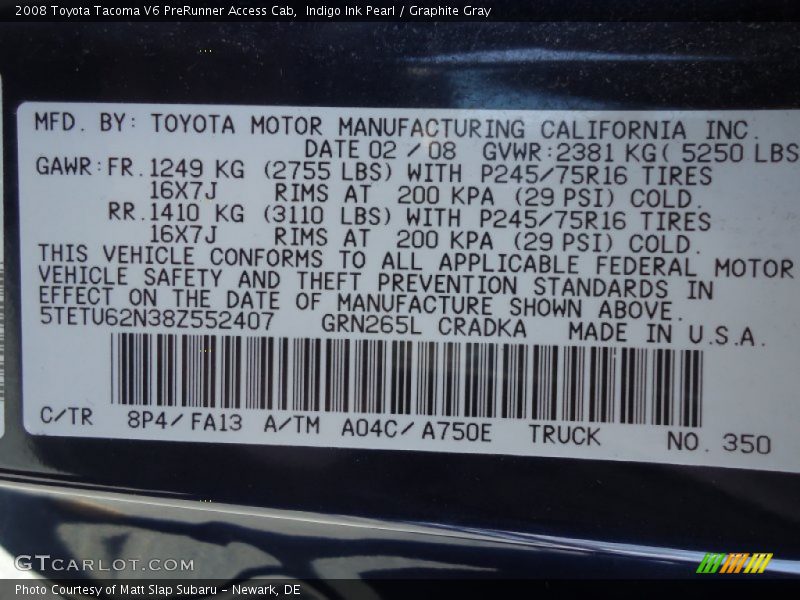 2008 Toyota Tacoma V6 PreRunner Access Cab, Indigo Ink Pearl / Graphite Gray
MFD. BY: TOYOTA MOTOR MANUFACTURING CALIFORNIA INC.
DATE 02 / 08 GVWR:2381 KG( 5250 LBS
GAWR:FR.1249 KG (2755 LBS) WITH P245/75R16 TIRES
16X7J RIMS AT 200 KPA (29 PSI) COLD.
RR.1410 KG (3110 LBS) WITH P245/75R16 TIRES
16X7J RIMS AT 200 KPA (29 PSI) COLD.
THIS VEHICLE CONFORMS TO ALL APPLICABLE FEDERAL MOTOR
VEHICLE SAFETY AND THEFT PREVENTION STANDARDS IN
EFFECT ON THE DATE OF MANUFACTURE SHOWN ABOVE.
5TETU62N38Z552407 GRN265L CRADKA MADE IN U.S.A.
C/TR 8P4/FA13 A/TM A04C/A750E TRUCK NO. 350
GTCARLOT.COM
Photo Courtesy of Matt Slap Subaru - Newark, DE